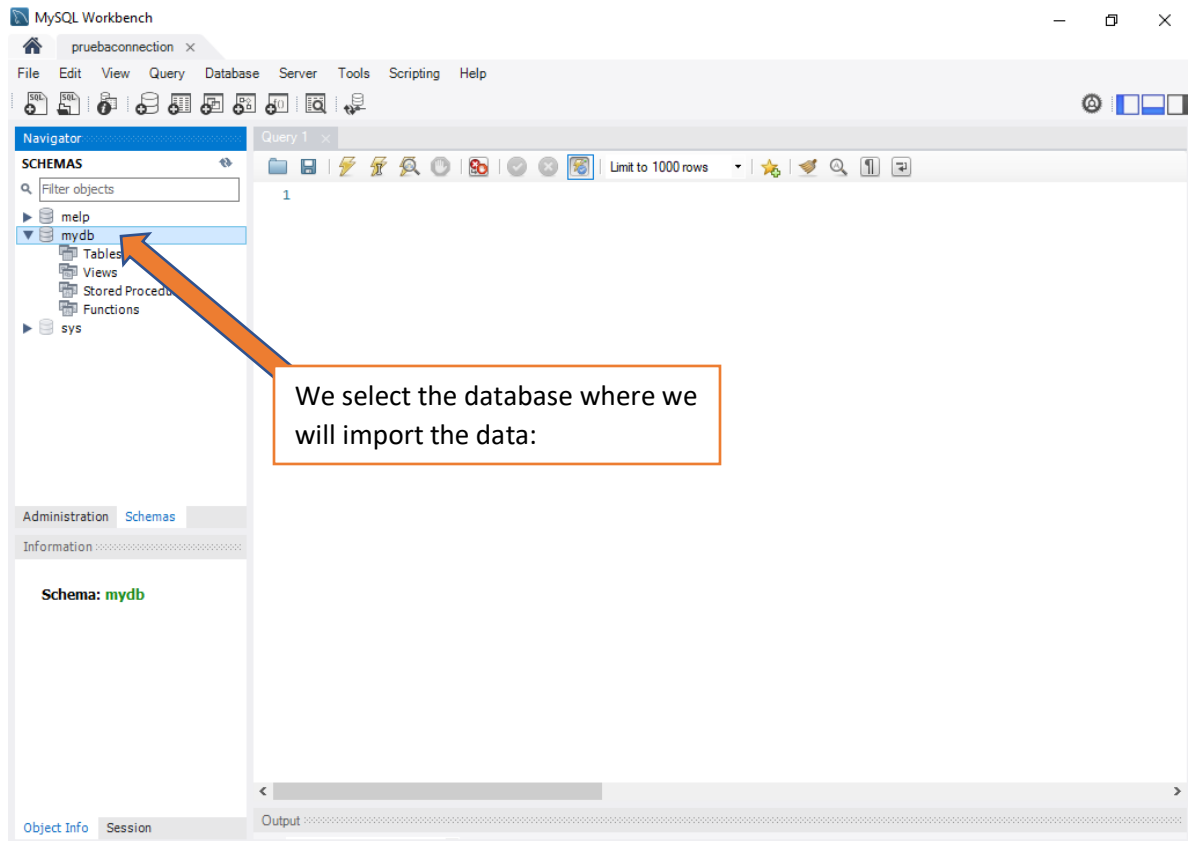 MySQL Workbench
pruebaconnection
File Edit View Query Database Server Tools Scripting Help
Navigator
Query 1
SCHEMAS
Limit to 1000 rows
Filter objects
1
melp
mydb
Tables
Views
Stored Procedu
Functions
sys
We select the database where we
will import the data:
Administration Schemas
Information
Schema: mydb
Output
Object Info Session